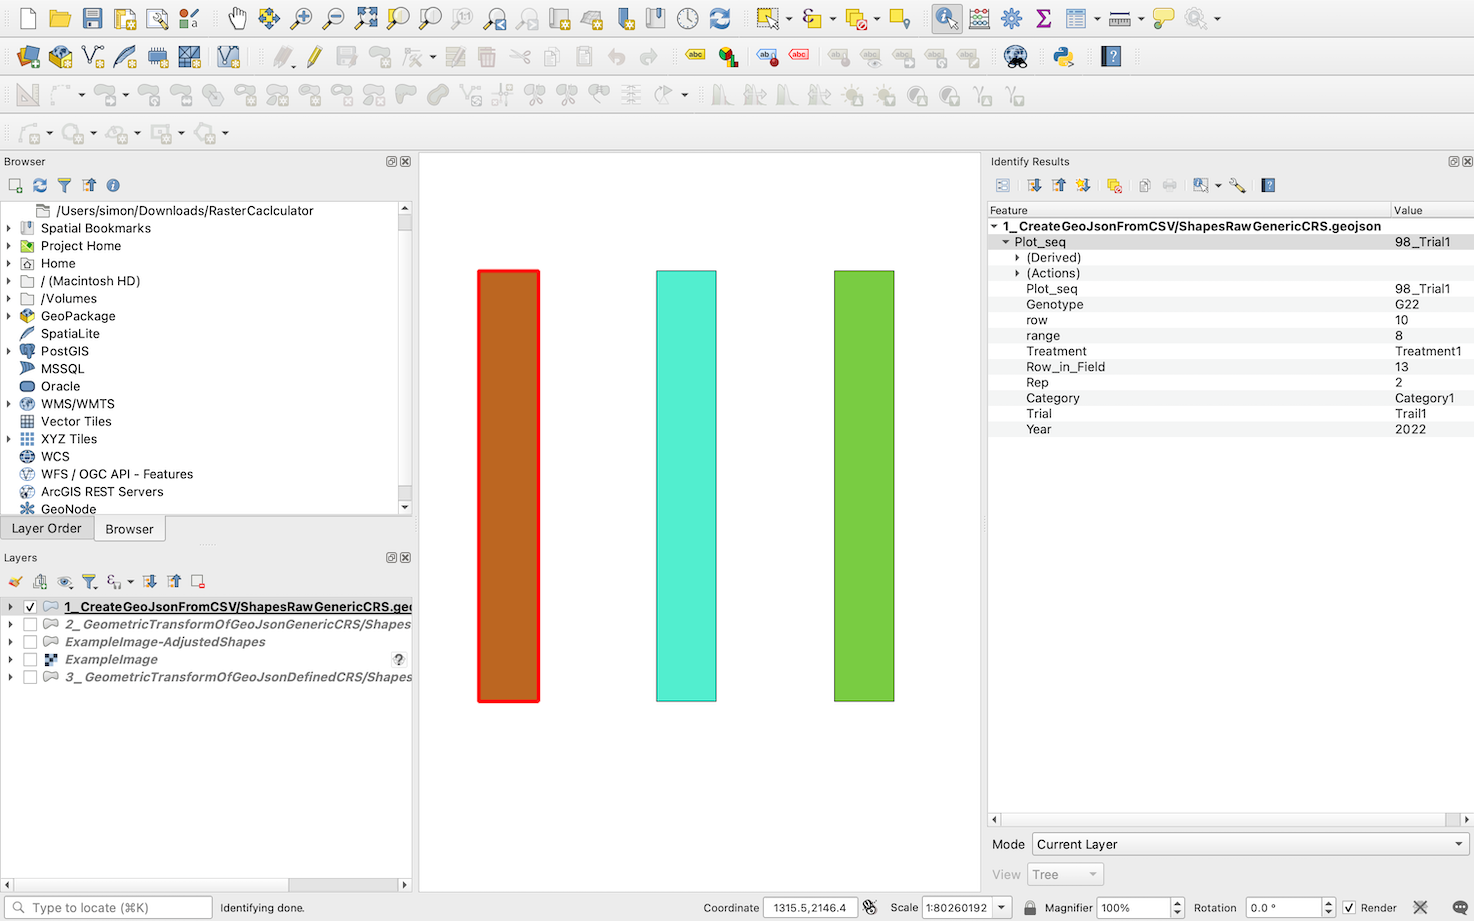 Browser
/Users/simon/Downloads/RasterCaclculator
Spatial Bookmarks
Project Home
Home
/ (Macintosh HD)
/Volumes
GeoPackage
SpatiaLite
PostGIS
MSSQL
Oracle
WMS/WMTS
Vector Tiles
XYZ Tiles
WCS
WFS / OGC API - Features
ArcGIS REST Servers
GeoNode
Layer Order Browser
Layers
1_CreateGeoJsonFromCSV/ShapesRawGenericCRS.geo
2_GeometricTransformOfGeoJsonGenericCRS/Shapes
ExampleImage-AdjustedShapes
ExampleImage ?
3_GeometricTransformOfGeoJsonDefinedCRS/Shapes
Identify Results
Feature Value
1_CreateGeoJsonFromCSV/ShapesRawGenericCRS.geojson
Plot_seq 98_Trial1
(Derived)
(Actions)
Plot_seq 98_Trial1
Genotype G22
row 10
range 8
Treatment Treatment1
Row_in_Field 13
Rep 2
Category Category1
Trial Trail1
Year 2022
Mode Current Layer
View Tree
Type to locate (⌘K) Identifying done. Coordinate 1315.5,2146.4 Scale 1:80260192 Magnifier 100% Rotation 0.0 ° Render